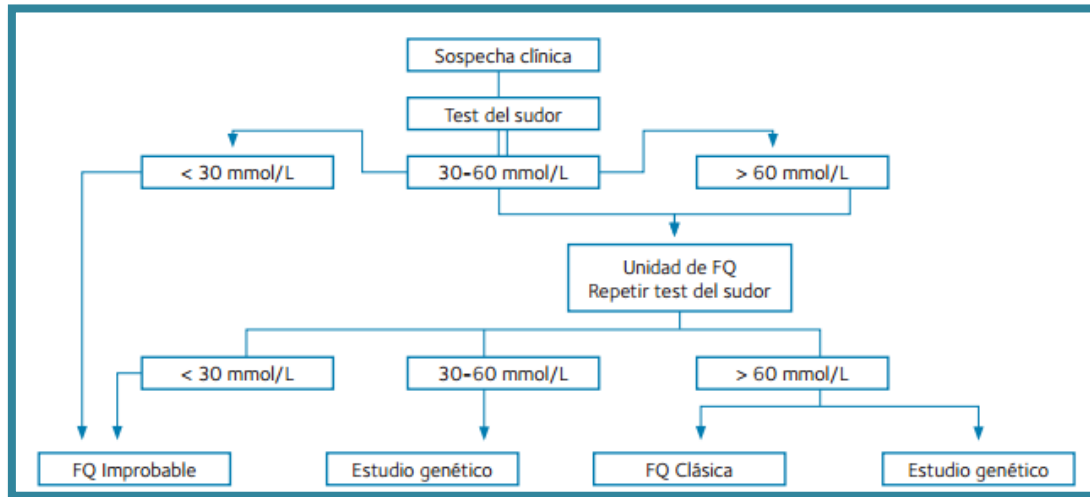 Sospecha clínica
Test del sudor
< 30 mmol/L
30-60 mmol/L
> 60 mmol/L
Unidad de FQ
Repetir test del sudor
< 30 mmol/L
30-60 mmol/L
> 60 mmol/L
FQ Improbable
Estudio genético
FQ Clásica
Estudio genético